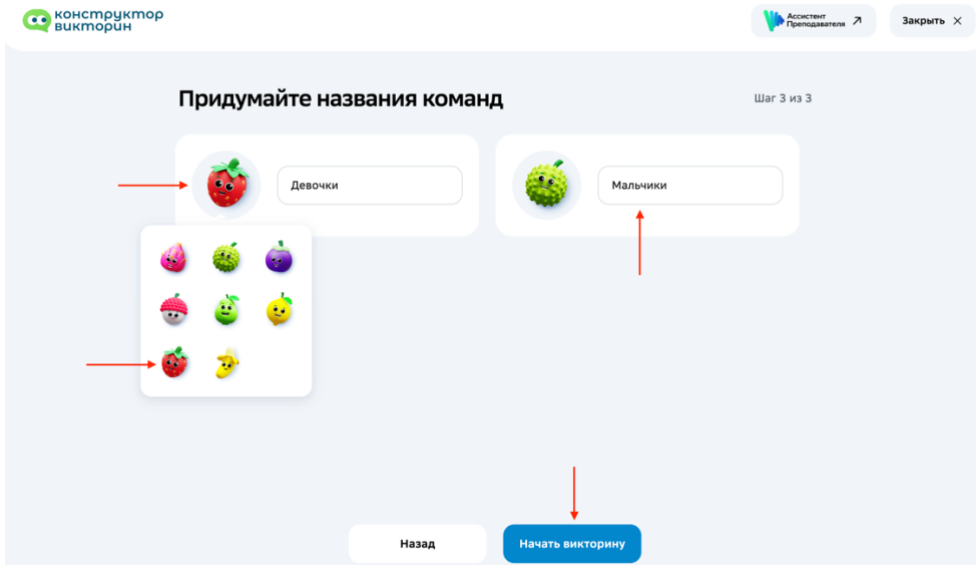 конструктор
викторин
Ассистент
Преподавателя
Закрыть
Придумайте названия команд
Шаг 3 из 3
Девочки
Мальчики
Назад
Начать викторину